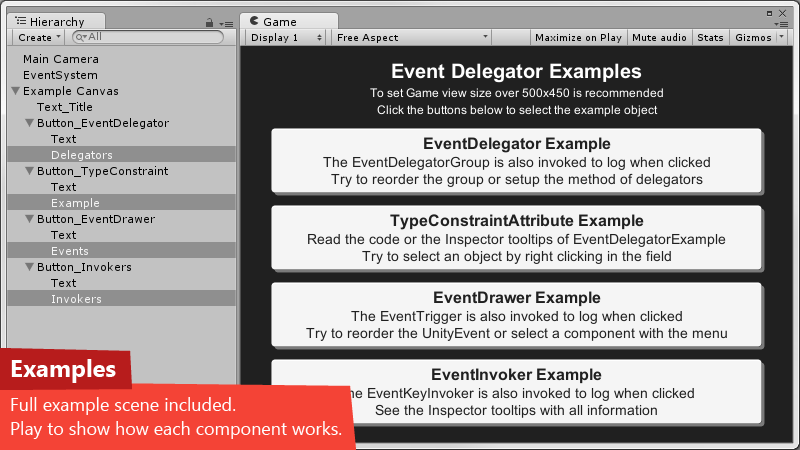 Hierarchy
Create
All
Main Camera
EventSystem
Example Canvas
Text_Title
Button_EventDelegator
Text
Delegators
Button_TypeConstraint
Text
Example
Button_EventDrawer
Text
Events
Button_Invokers
Text
Invokers
Game
Display 1
Free Aspect
Maximize on Play
Mute audio
Stats
Gizmos
Event Delegator Examples
To set Game view size over 500x450 is recommended
Click the buttons below to select the example object
EventDelegator Example
The EventDelegatorGroup is also invoked to log when clicked
Try to reorder the group or setup the method of delegators
TypeConstraintAttribute Example
Read the code or the Inspector tooltips of EventDelegatorExample
Try to select an object by right clicking in the field
EventDrawer Example
The EventTrigger is also invoked to log when clicked
Try to reorder the UnityEvent or select a component with the menu
EventInvoker Example
he EventKeyInvoker is also invoked to log when clicked
See the Inspector tooltips with all information
Examples
Full example scene included.
Play to show how each component works.